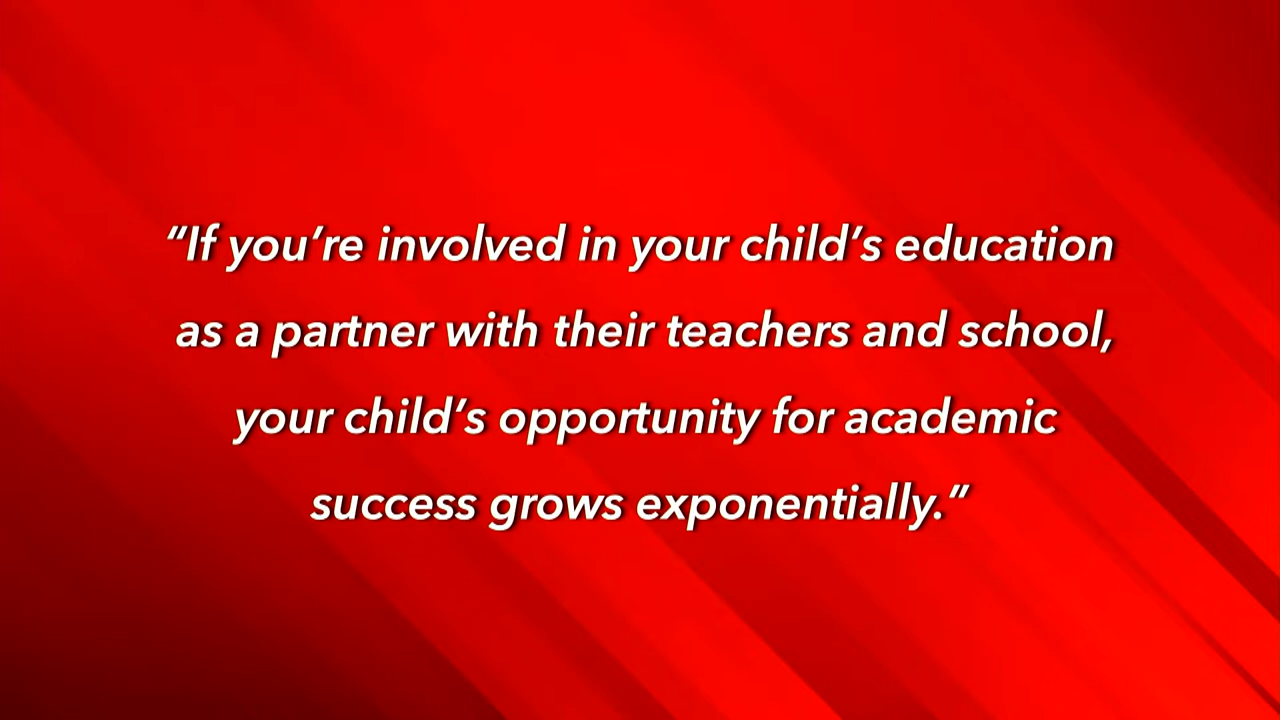 “If you’re involved in your child’s education
as a partner with their teachers and school,
your child’s opportunity for academic
success grows exponentially.”